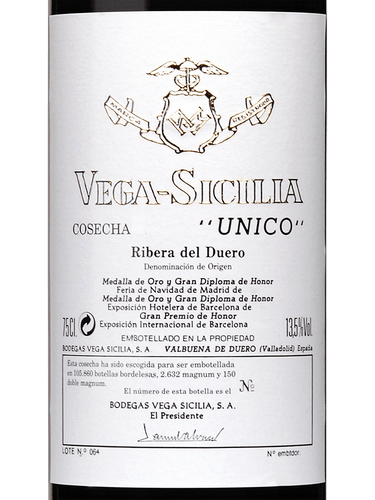 MARCA
REGISTRADA
VEGA-SICILIA
COSECHA "UNICO"
Ribera del Duero
Denominación de Origen
Medalla de Oro y Gran Diploma de Honor
Feria de Navidad de Madrid de
Medalla de Oro y Gran Diploma de Honor
Exposición Hotelera de Barcelona
Gran Premio de Honor
Exposición Internacional de Barcelona
75Cl. 13,5%Vol.
EMBOTELLADO EN LA PROPIEDAD
BODEGAS VEGA SICILIA, S. A VALBUENA DE DUERO (Valladolid) España
Esta cosecha ha sido escogida para ser embotellada
en 105.860 botellas bordelesas, 2.632 magnum y 150
doble magnum.
El número de esta botella es el Nº
BODEGAS VEGA SICILIA, S. A.
El Presidente
LOTE N.º 064 Nº embtdor.